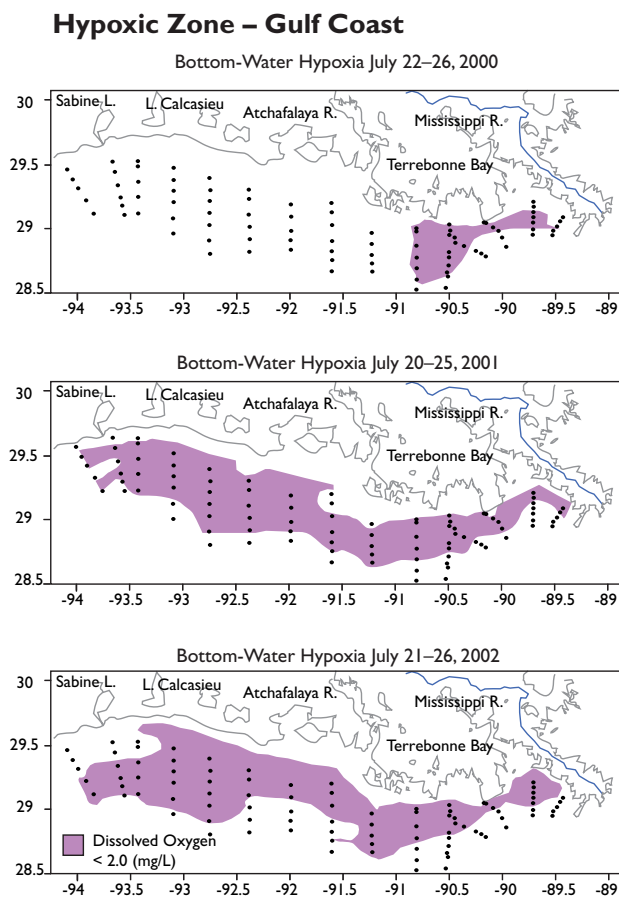 Hypoxic Zone – Gulf Coast
Bottom-Water Hypoxia July 22–26, 2000
Sabine L. L. Calcasieu Atchafalaya R. Mississippi R.
Terrebonne Bay
30
29.5
29
28.5
-94 -93.5 -93 -92.5 -92 -91.5 -91 -90.5 -90 -89.5 -89
Bottom-Water Hypoxia July 20–25, 2001
Sabine L. L. Calcasieu Atchafalaya R. Mississippi R.
Terrebonne Bay
30
29.5
29
28.5
-94 -93.5 -93 -92.5 -92 -91.5 -91 -90.5 -90 -89.5 -89
Bottom-Water Hypoxia July 21–26, 2002
Sabine L. L. Calcasieu Atchafalaya R. Mississippi R.
Terrebonne Bay
30
29.5
29
28.5
Dissolved Oxygen
< 2.0 (mg/L)
-94 -93.5 -93 -92.5 -92 -91.5 -91 -90.5 -90 -89.5 -89